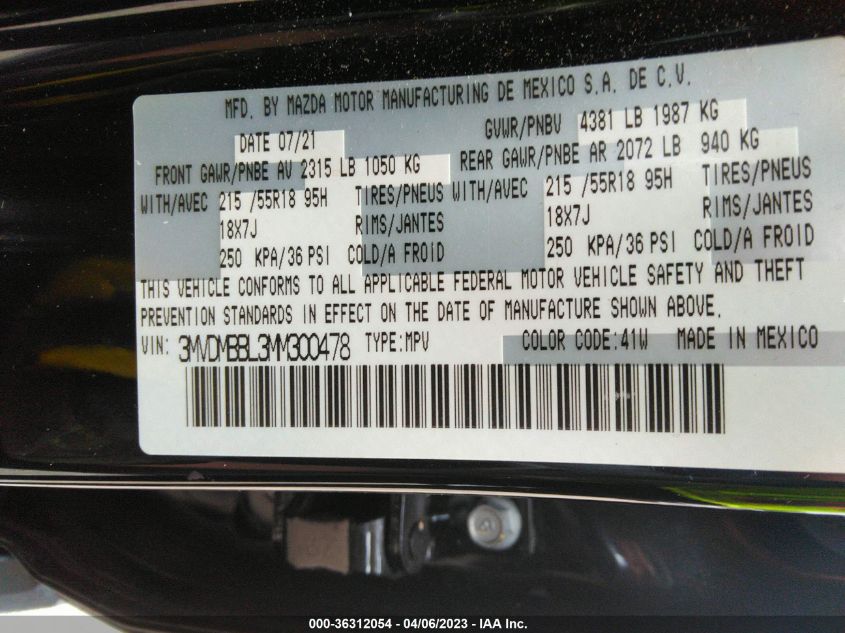 MFD. BY MAZDA MOTOR MANUFACTURING DE MEXICO S.A. DE C.V.
DATE 07/21 GVWR/PNBV 4381 LB 1987 KG
FRONT GAWR/PNBE AV 2315 LB 1050 KG REAR GAWR/PNBE AR 2072 LB 940 KG
WITH/AVEC 215 /55R18 95H TIRES/PNEUS WITH/AVEC 215 /55R18 95H TIRES/PNEUS
18X7J RIMS/JANTES 18X7J RIMS/JANTES
250 KPA/36 PSI COLD/A FROID 250 KPA/36 PSI COLD/A FROID
THIS VEHICLE CONFORMS TO ALL APPLICABLE FEDERAL MOTOR VEHICLE SAFETY AND THEFT
PREVENTION STANDARDS IN EFFECT ON THE DATE OF MANUFACTURE SHOWN ABOVE.
VIN: 3MVDMBBL3MM300478 TYPE:MPV COLOR CODE:41W MADE IN MEXICO
000-36312054 - 04/06/2023 - IAA Inc.